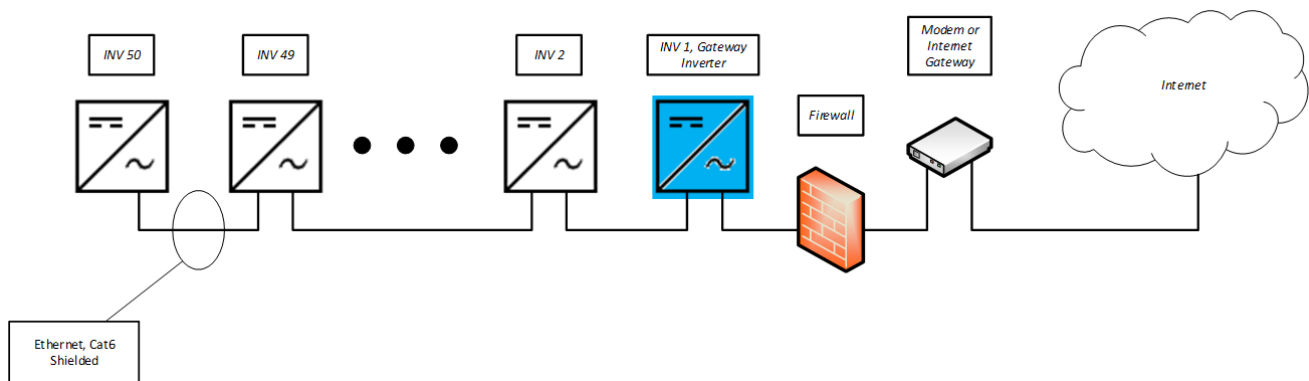 INV 50
INV 49
INV 2
INV 1, Gateway
Inverter
Firewall
Modem or
Internet
Gateway
Internet
Ethernet, Cat6
Shielded